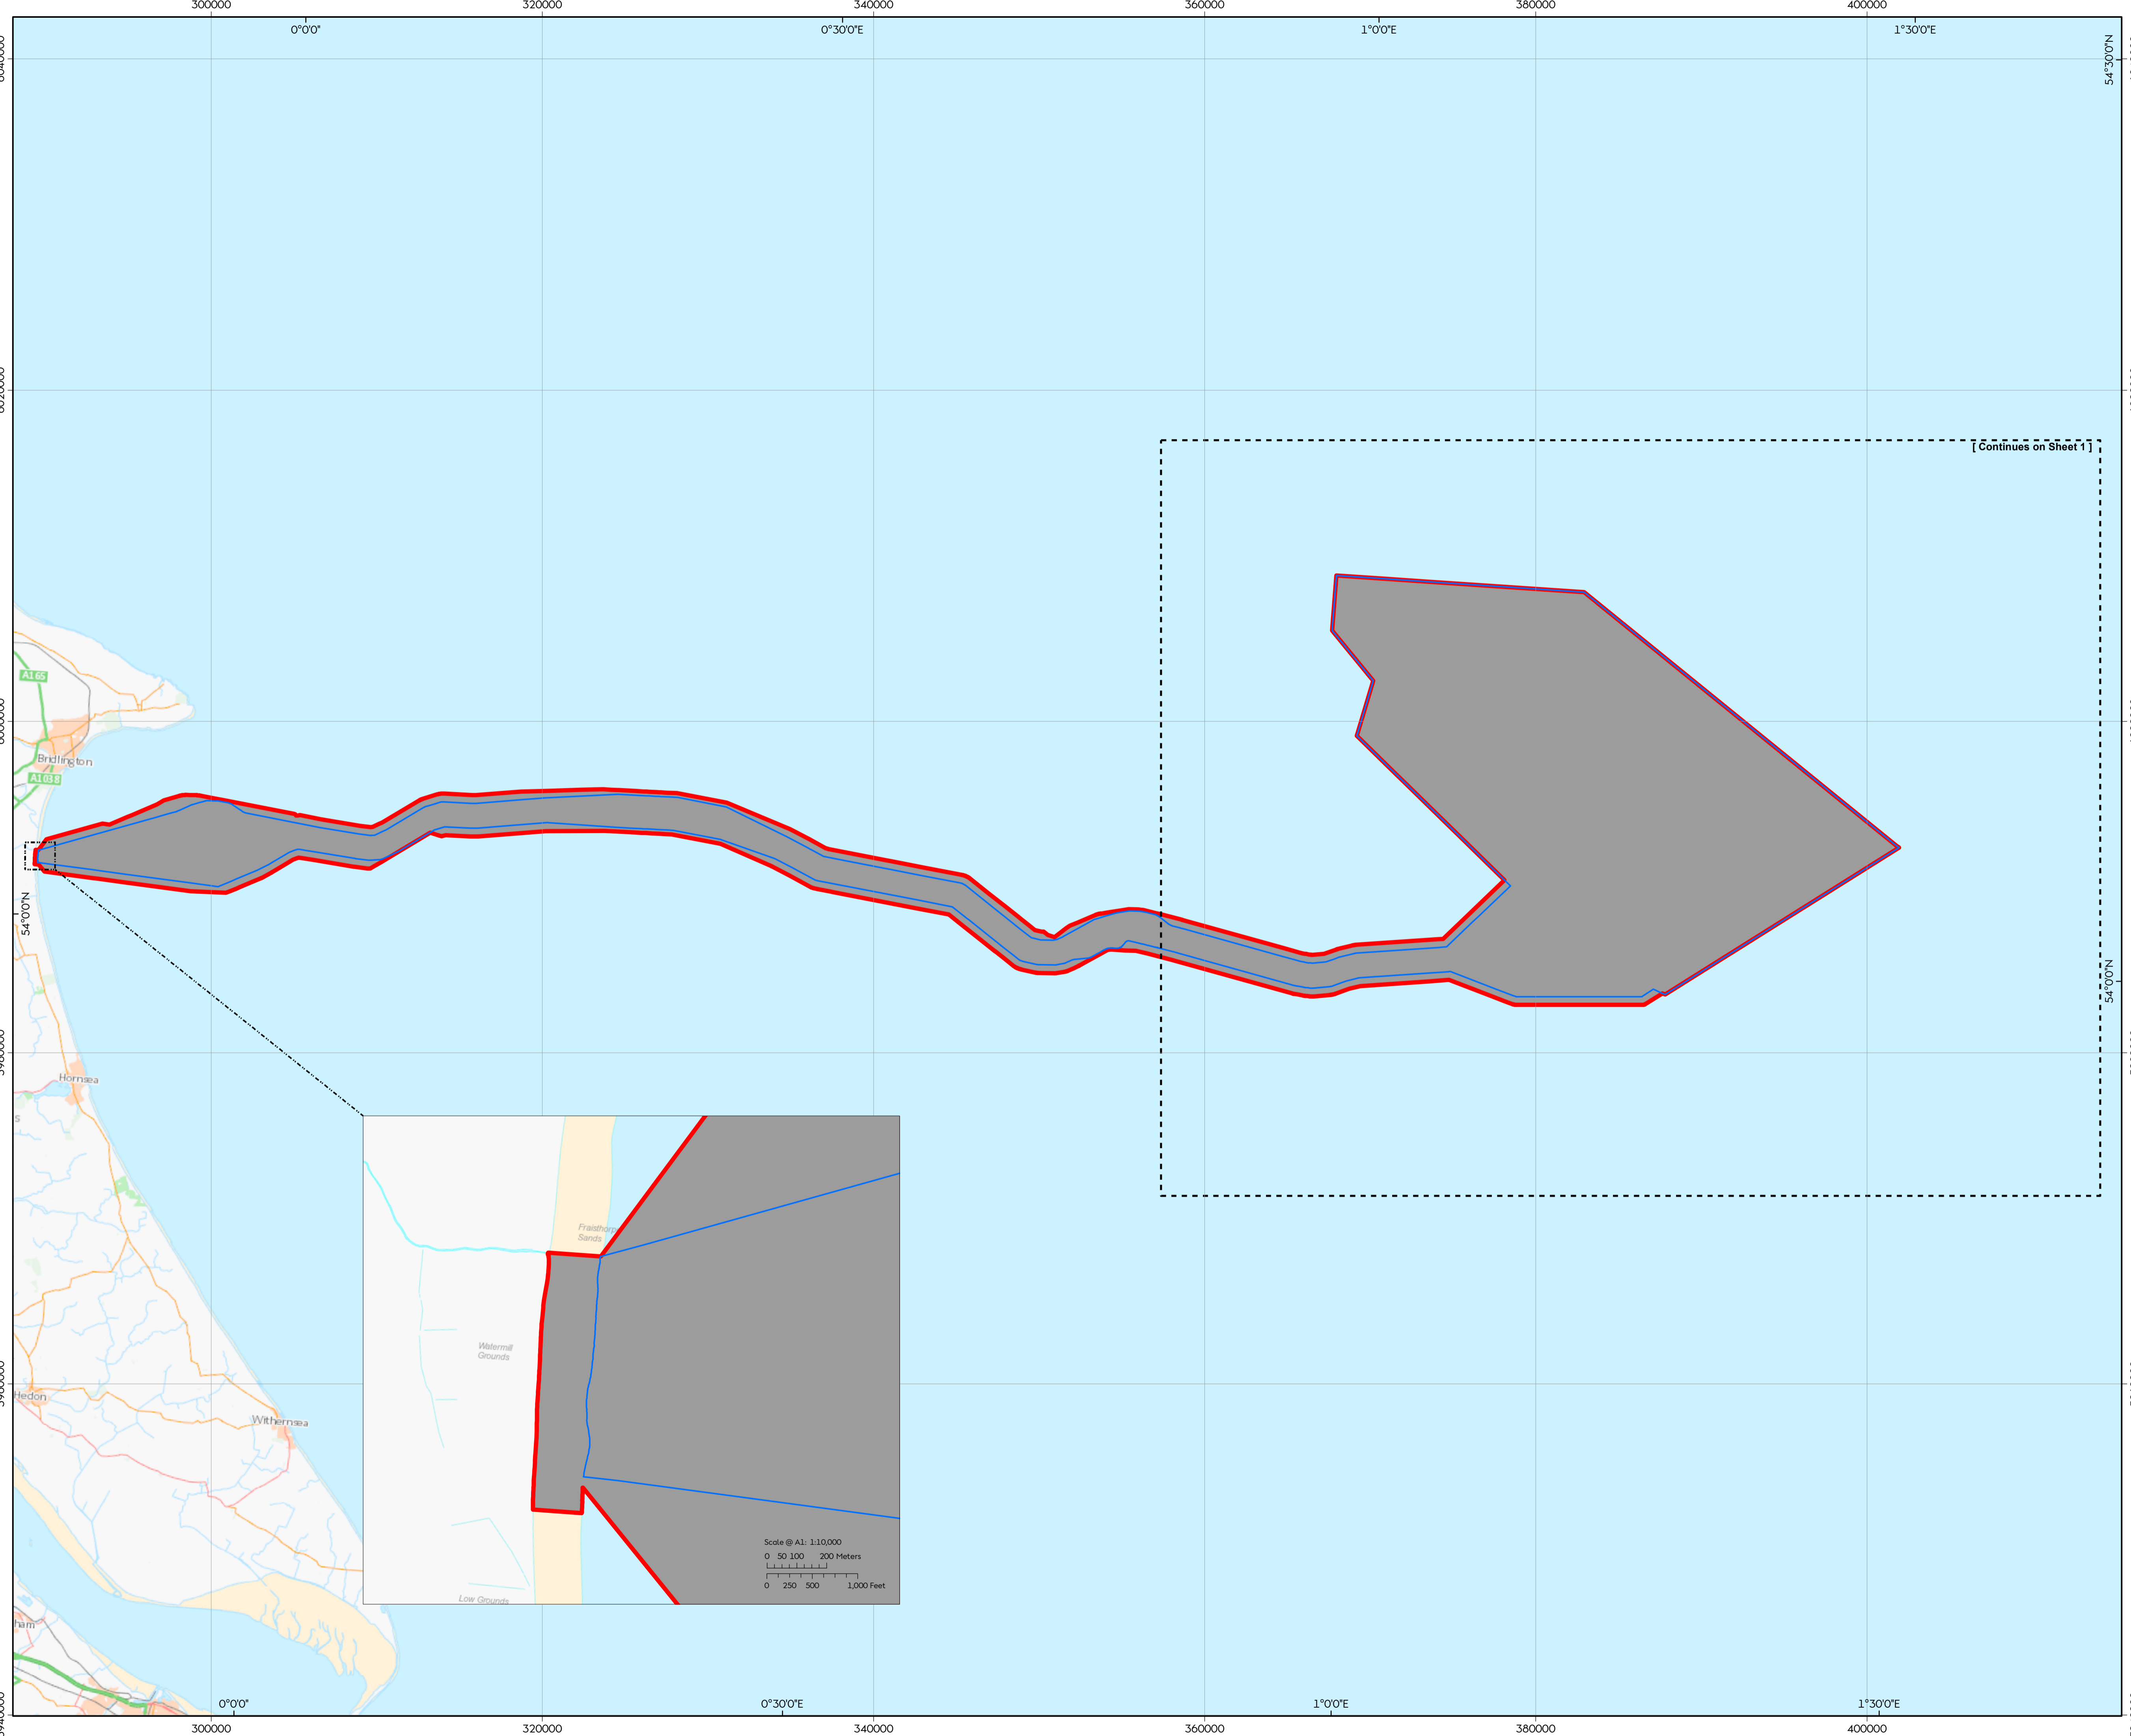 300000 320000 340000 360000 380000 400000
0°0'0" 0°30'0"E 1°0'0"E 1°30'0"E
54°30'0"N
[ Continues on Sheet 1 ]
A165
Bridlington
A1038
54°0'0"N
54°0'0"N
Hornsea
Fraisthorpe
Sands
Watermill
Grounds
Hedon
Withernsea
Scale @ A1: 1:10,000
0 50 100 200 Meters
0 250 500 1,000 Feet
Low Grounds
ham
0°0'0" 0°30'0"E 1°0'0"E 1°30'0"E
300000 320000 340000 360000 380000 400000